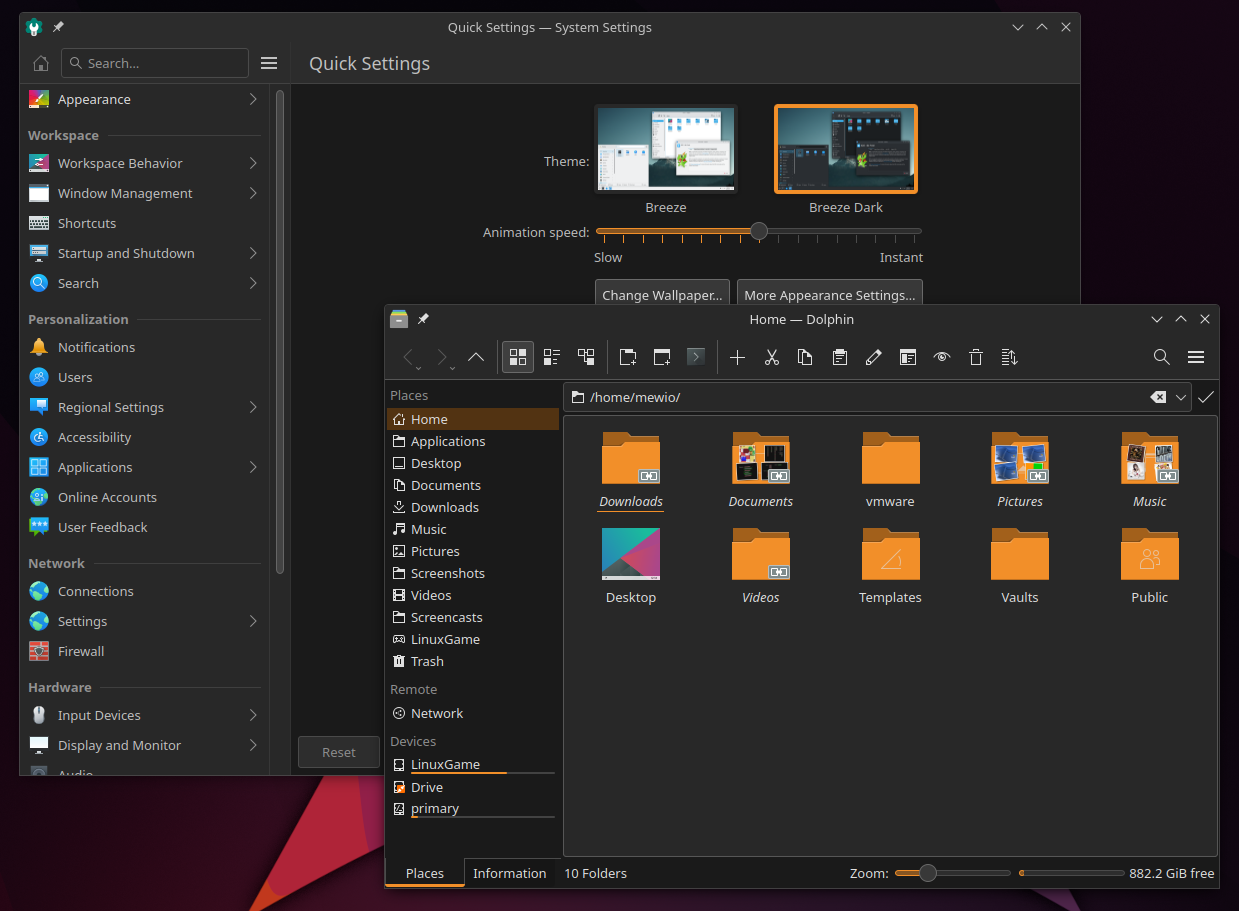 Quick Settings — System Settings
Search...
Quick Settings
Appearance
Workspace
Workspace Behavior
Window Management
Shortcuts
Startup and Shutdown
Search
Personalization
Notifications
Users
Regional Settings
Accessibility
Applications
Online Accounts
User Feedback
Network
Connections
Settings
Firewall
Hardware
Input Devices
Display and Monitor
Audio
Theme:
Breeze
Breeze Dark
Animation speed:
Slow
Instant
Change Wallpaper...
More Appearance Settings...
Reset
Home — Dolphin
Places
Home
Applications
Desktop
Documents
Downloads
Music
Pictures
Screenshots
Videos
Screencasts
LinuxGame
Trash
Remote
Network
Devices
LinuxGame
Drive
primary
/home/mewio/
Downloads
Documents
vmware
Pictures
Music
Desktop
Videos
Templates
Vaults
Public
Places
Information
10 Folders
Zoom:
882.2 GiB free